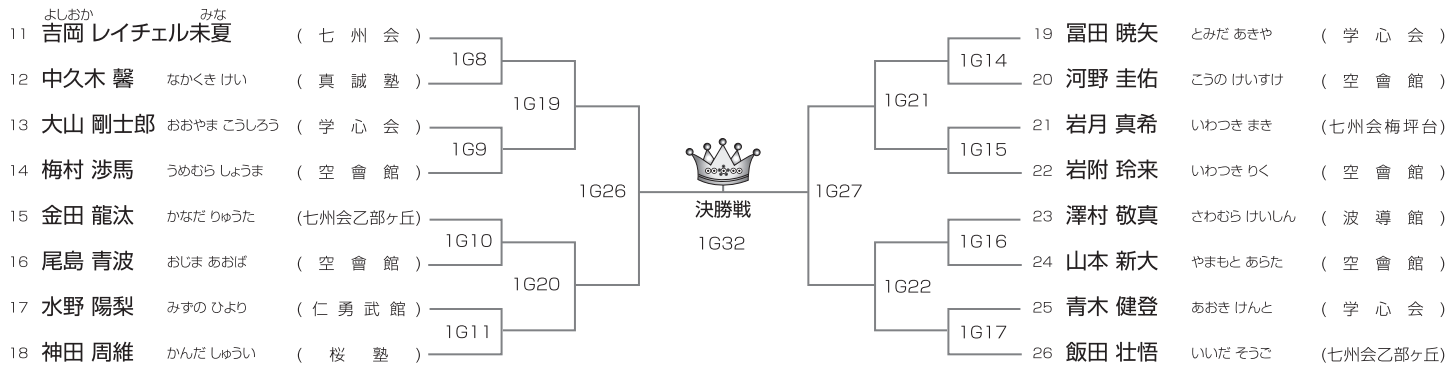 よしおか みな
11 吉岡 レイチェル未夏 ( 七 州 会 )
12 中久木 馨 なかくき けい ( 真 誠 塾 )
13 大山 剛士郎 おおやま こうしろう ( 学 心 会 )
14 梅村 渉馬 うめむら しょうま ( 空 會 館 )
15 金田 龍汰 かなだ りゅうた (七州会乙部ヶ丘)
16 尾島 青波 おじま あおば ( 空 會 館 )
17 水野 陽梨 みずの ひより ( 仁 勇 武 館 )
18 神田 周維 かんだ しゅうい ( 桜 塾 )
1G8
1G9
1G10
1G11
1G19
1G20
1G26
決勝戦
1G32
1G27
1G21
1G22
1G14
1G15
1G16
1G17
19 冨田 暁矢 とみだ あきや ( 学 心 会 )
20 河野 圭佑 こうの けいすけ ( 空 會 館 )
21 岩月 真希 いわつき まき (七州会梅坪台)
22 岩附 玲来 いわつき りく ( 空 會 館 )
23 澤村 敬真 さわむら けいしん ( 波 導 館 )
24 山本 新大 やまもと あらた ( 空 會 館 )
25 青木 健登 あおき けんと ( 学 心 会 )
26 飯田 壮悟 いいだ そうご (七州会乙部ヶ丘)